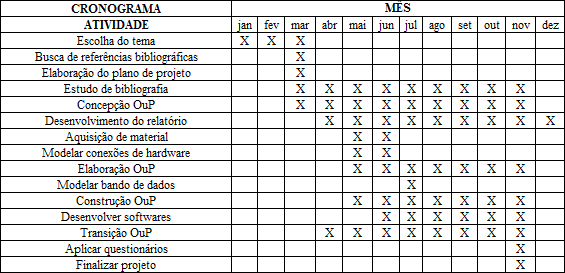 CRONOGRAMA MÊS
ATIVIDADE jan fev mar abr mai jun jul ago set out nov dez
Escolha do tema X X X
Busca de referências bibliográficas X
Elaboração do plano de projeto X
Estudo de bibliografia X X X X X X X X X
Concepção OuP X X X X X X X X X
Desenvolvimento do relatório X X X X X X X X X
Aquisição de material X X
Modelar conexões de hardware X X
Elaboração OuP X X X X X X X
Modelar bando de dados X
Construção OuP X X X X X X X
Desenvolver softwares X X X X X X
Transição OuP X X X X X X X X
Aplicar questionários X
Finalizar projeto X